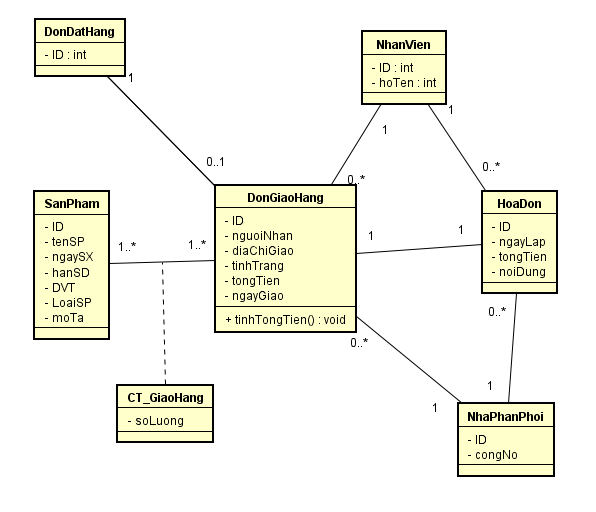 DonDatHang
- ID : int
1
0..1
NhanVien
- ID : int
- hoTen : int
1
1
0..*
0..*
SanPham
- ID
- tenSP
- ngaySX
- hanSD
- DVT
- LoaiSP
- moTa
1..*
1..*
DonGiaoHang
- ID
- nguoiNhan
- diaChiGiao
- tinhTrang
- tongTien
- ngayGiao
+ tinhTongTien() : void
1
1
HoaDon
- ID
- ngayLap
- tongTien
- noiDung
0..*
0..*
1
1
CT_GiaoHang
- soLuong
NhaPhanPhoi
- ID
- congNo